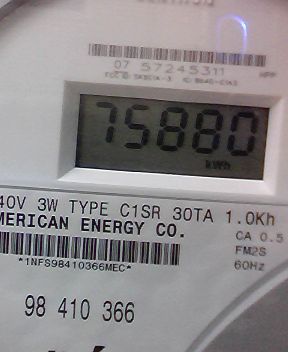 07 57245311
75880
kWh
40V 3W TYPE C1SR 30TA 1.0Kh
MERICAN ENERGY CO.
CA 0.5
FM2S
60Hz
*1NFS98410366MEC*
98 410 366